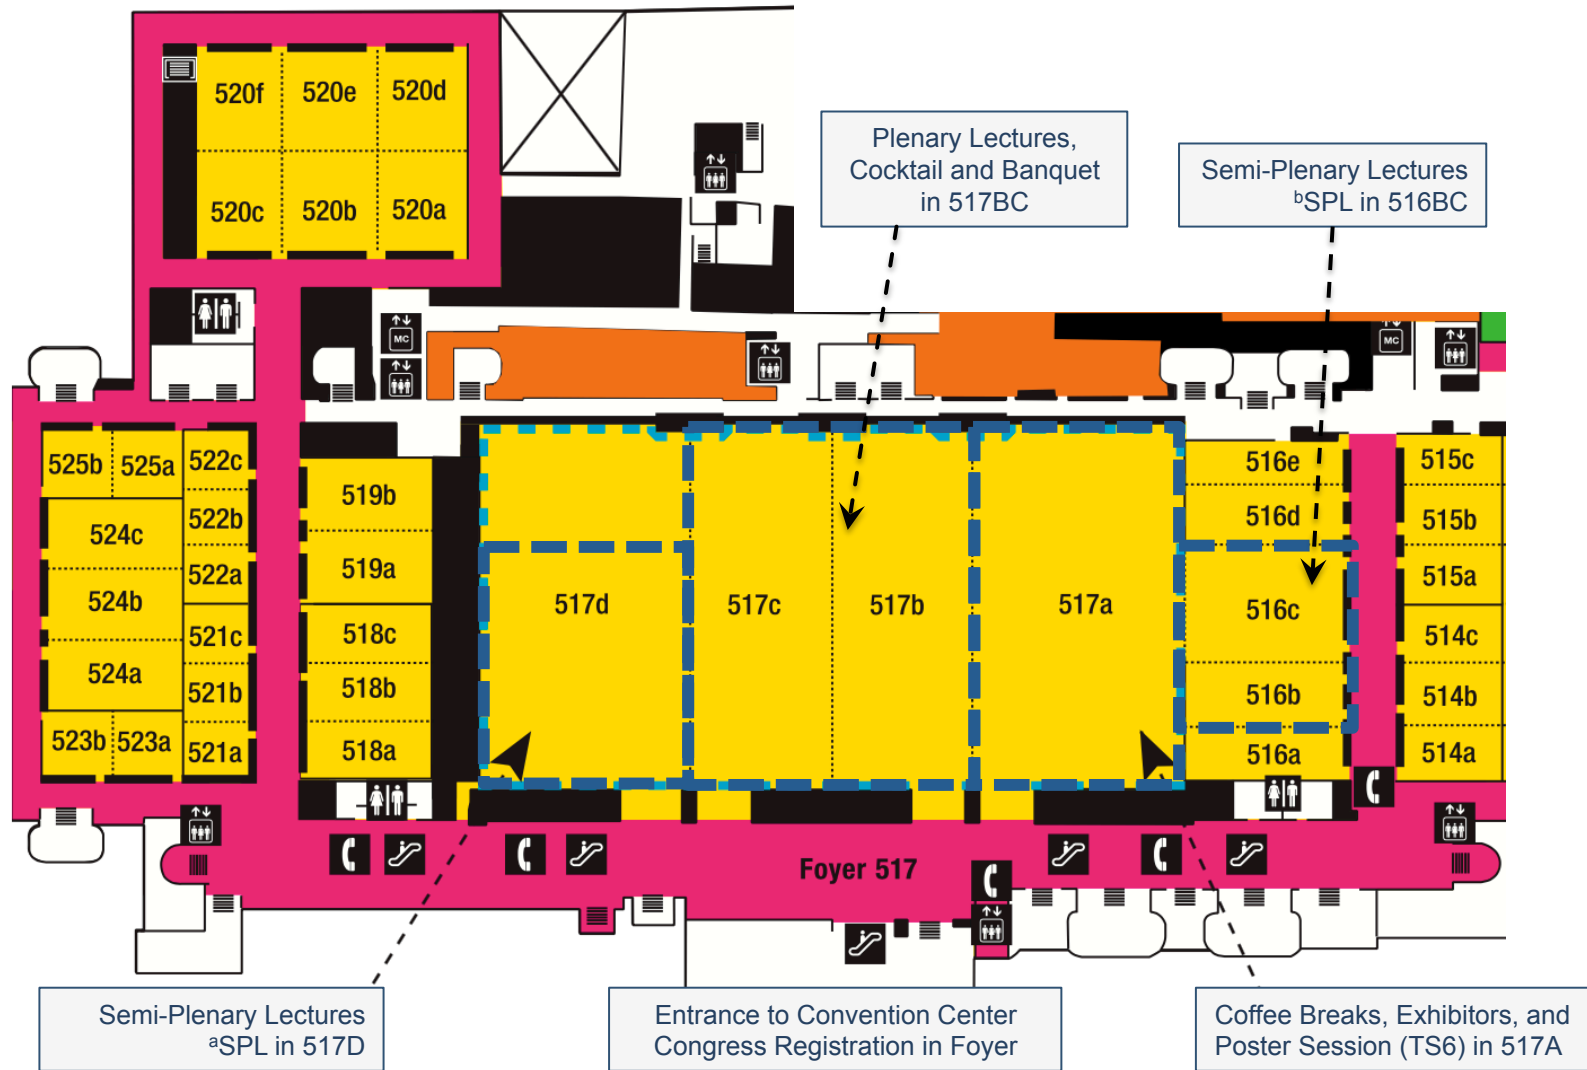 520f 520e 520d
520c 520b 520a
Plenary Lectures,
Cocktail and Banquet
in 517BC
Semi-Plenary Lectures
ᵇSPL in 516BC
MC
MC
525b 525a 522c
524c 522b
522a
524b
521c
524a
521b
523b 523a 521a
519b
519a
518c
518b
518a
517d 517c 517b 517a
516e
516d
516c
516b
516a
515c
515b
515a
514c
514b
514a
Foyer 517
Semi-Plenary Lectures
ᵃSPL in 517D
Entrance to Convention Center
Congress Registration in Foyer
Coffee Breaks, Exhibitors, and
Poster Session (TS6) in 517A